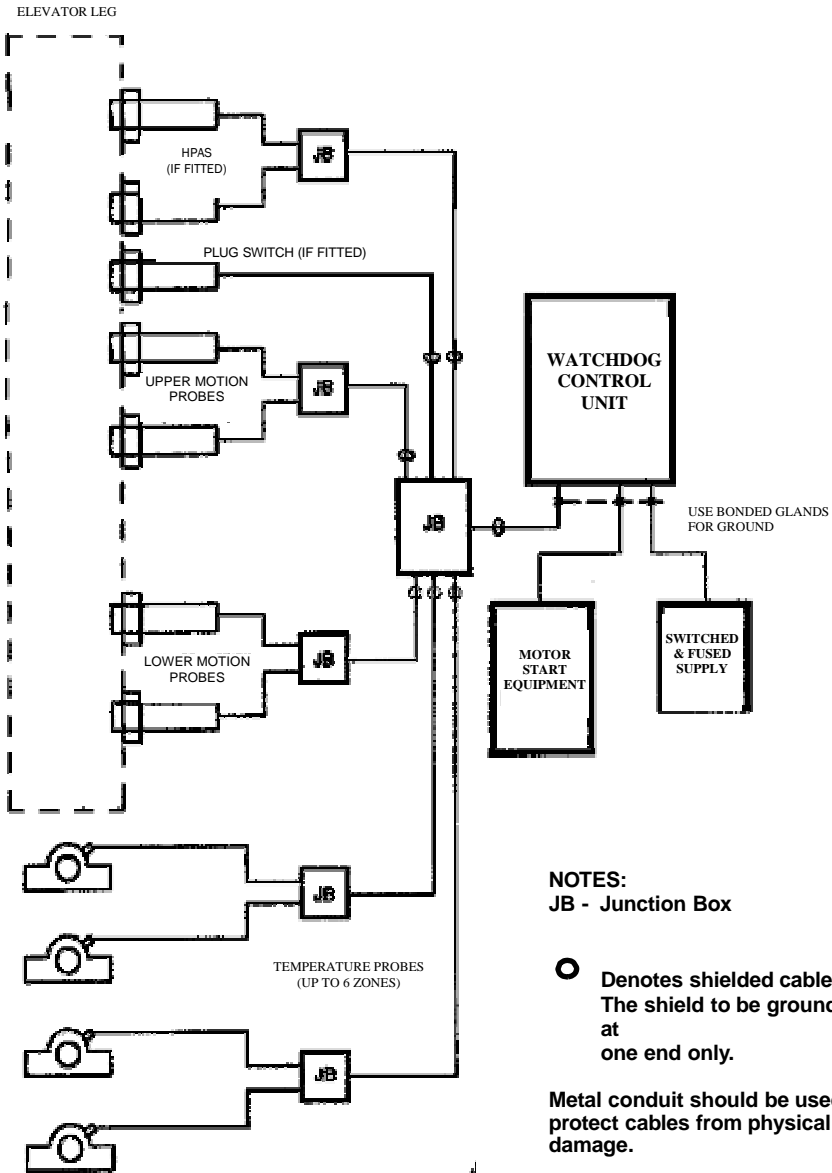 ELEVATOR LEG
HPAS
(IF FITTED)
JB
PLUG SWITCH (IF FITTED)
UPPER MOTION
PROBES
JB
WATCHDOG
CONTROL
UNIT
JB
USE BONDED GLANDS
FOR GROUND
LOWER MOTION
PROBES
JB
MOTOR
START
EQUIPMENT
SWITCHED
& FUSED
SUPPLY
JB
TEMPERATURE PROBES
(UP TO 6 ZONES)
JB
NOTES:
JB - Junction Box
Denotes shielded cable
The shield to be ground
at
one end only.
Metal conduit should be use
protect cables from physical
damage.